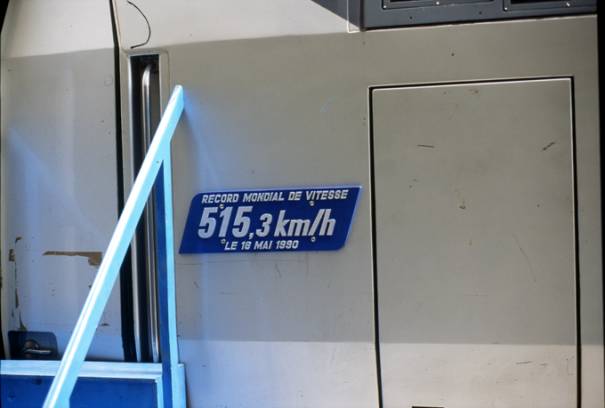 RECORD MONDIAL DE VITESSE
515,3 km/h
LE 18 MAI 1990